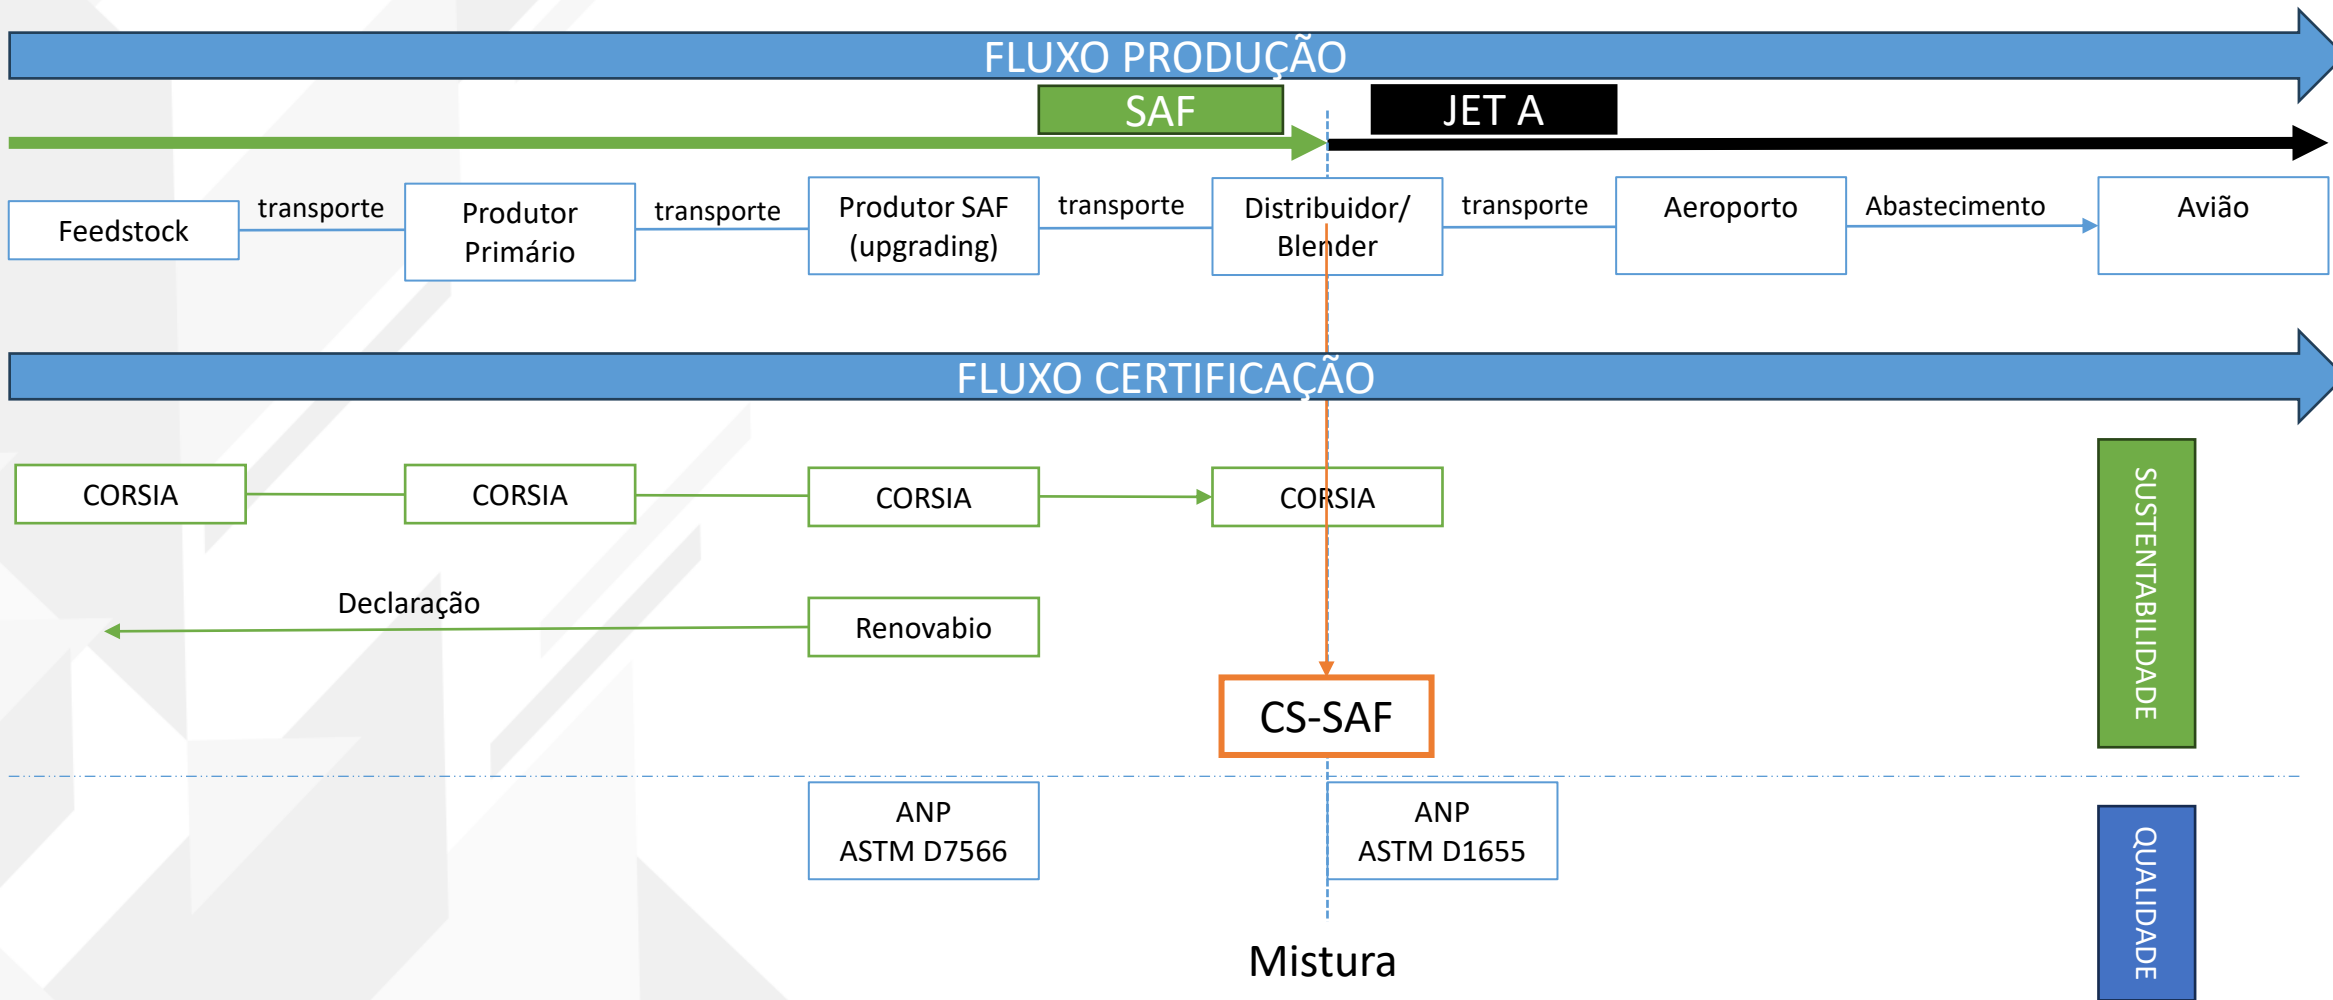 FLUXO PRODUÇÃO
SAF
JET A
Feedstock
transporte
Produtor
Primário
transporte
Produtor SAF
(upgrading)
transporte
Distribuidor/
Blender
transporte
Aeroporto
Abastecimento
Avião
FLUXO CERTIFICAÇÃO
CORSIA
CORSIA
CORSIA
CORSIA
SUSTENTABILIDADE
Declaração
Renovabio
CS-SAF
ANP
ASTM D7566
ANP
ASTM D1655
QUALIDADE
Mistura